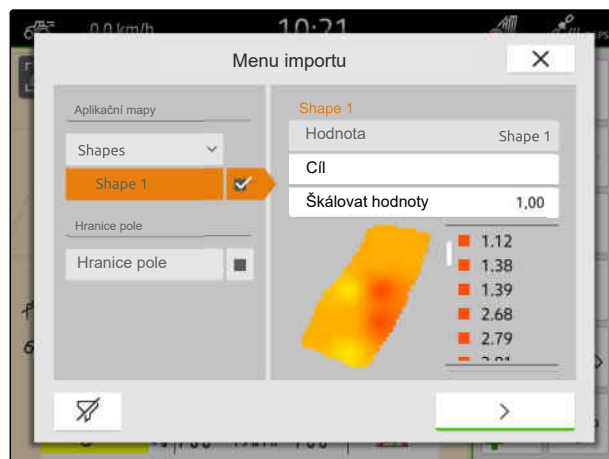 0.0 km/h
10:21
Menu importu
Aplikační mapy
Shapes
Shape 1
Hranice pole
Hranice pole
Shape 1
Hodnota Shape 1
Cíl
Škálovat hodnoty 1,00
1.12
1.38
1.39
2.68
2.79